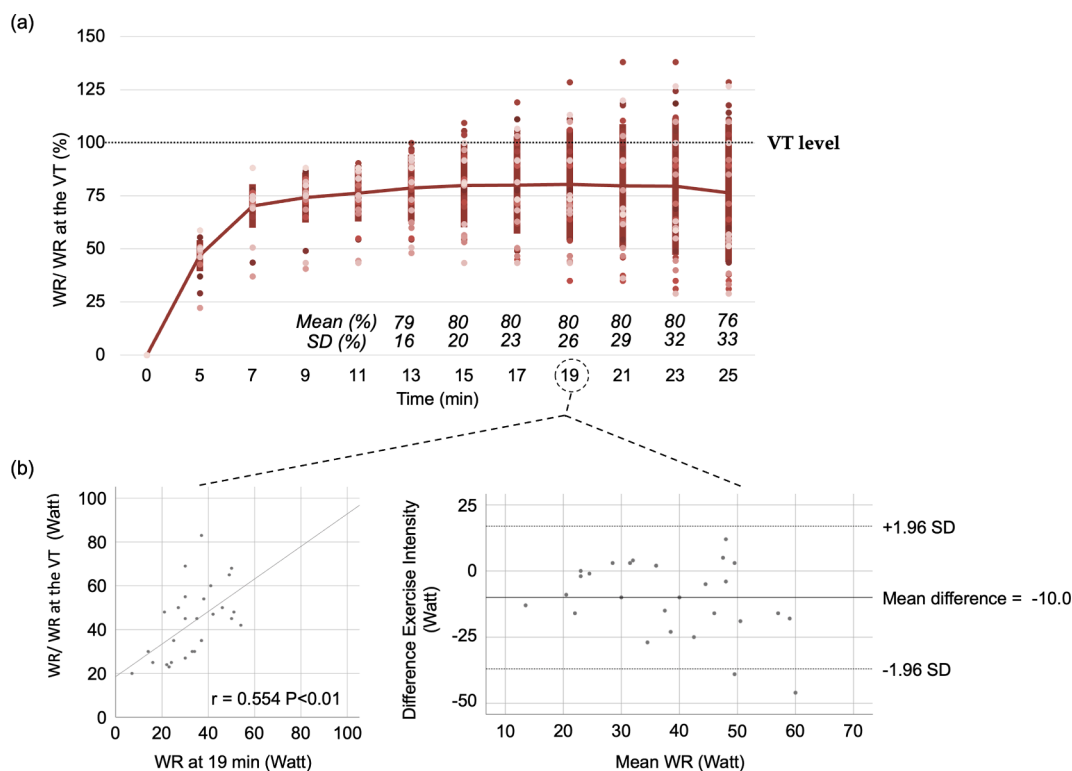 (a)
WR/ WR at the VT (%)
150
125
100
75
50
25
0
VT level
Mean (%) 79 80 80 80 80 80 76
SD (%) 16 20 23 26 29 32 33
0 5 7 9 11 13 15 17 19 21 23 25
Time (min)
(b)
WR/ WR at the VT (Watt)
100
80
60
40
20
0
r = 0.554 P<0.01
0 20 40 60 80 100
WR at 19 min (Watt)
Difference Exercise Intensity
(Watt)
25
0
-25
-50
+1.96 SD
Mean difference = -10.0
-1.96 SD
10 20 30 40 50 60 70
Mean WR (Watt)